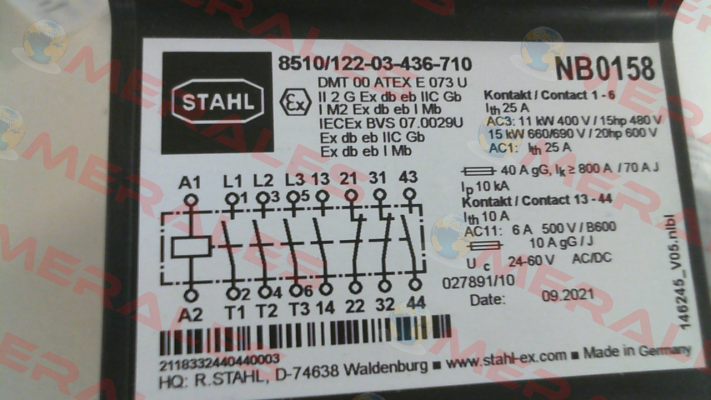 8510/122-03-436-710
NB0158
STAHL
Ex
DMT 00 ATEX E 073 U
II 2 G Ex db eb IIC Gb
I M2 Ex db eb I Mb
IECEx BVS 07.0029U
Ex db eb IIC Gb
Ex db eb I Mb
Kontakt / Contact 1 - 6
Ith 25 A
AC3: 11 kW 400 V / 15hp 480 V
15 kW 660/690 V / 20hp 600 V
AC1: Ith 25 A
40 A gG, Ik ≥ 800 A / 70 A J
Ip 10 kA
Kontakt / Contact 13 - 44
Ith 10 A
AC11: 6 A 500 V / B600
10 A gG / J
Uc 24-60 V AC/DC
027891/10
Date: 09.2021
A1 L1 L2 L3 13 21 31 43
1 3 5
2 4 6
A2 T1 T2 T3 14 22 32 44
2118332440440003
HQ: R.STAHL, D-74638 Waldenburg ■ www.stahl-ex.com ■ Made in Germany
146245_V05.nlbl
MERALES